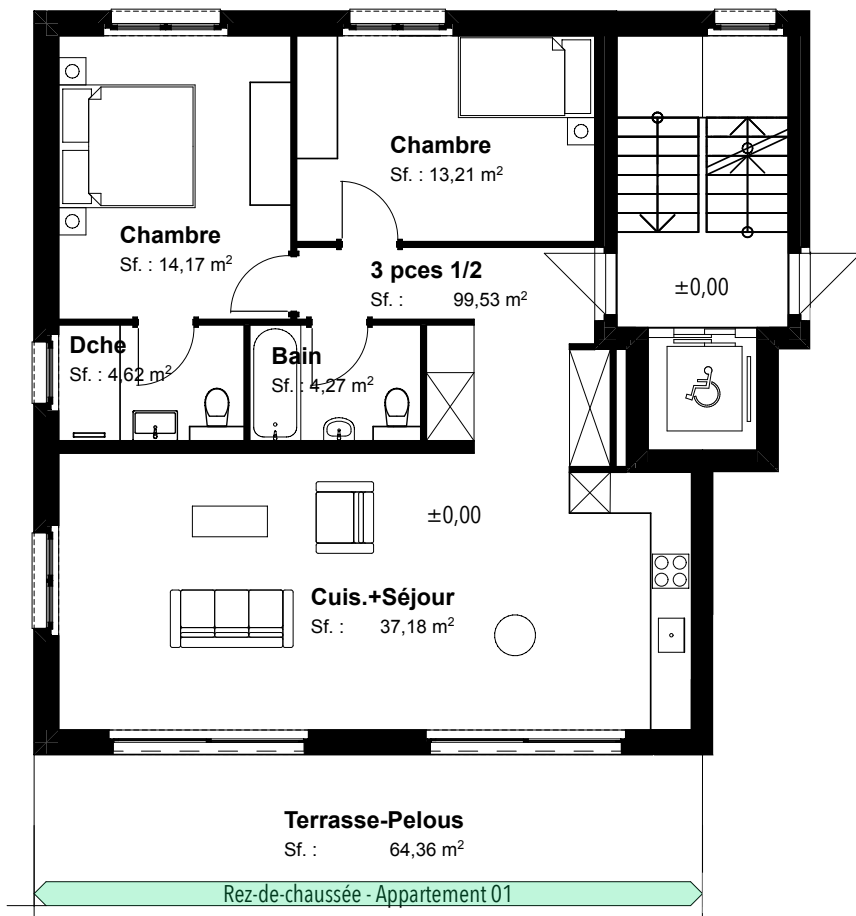 Chambre
Sf. : 13,21 m²
Chambre
Sf. : 14,17 m²
3 pces 1/2
Sf. : 99,53 m²
±0,00
Dche
Sf. : 4,62 m²
Bain
Sf. : 4,27 m²
±0,00
Cuis.+Séjour
Sf. : 37,18 m²
Terrasse-Pelous
Sf. : 64,36 m²
Rez-de-chaussée - Appartement 01